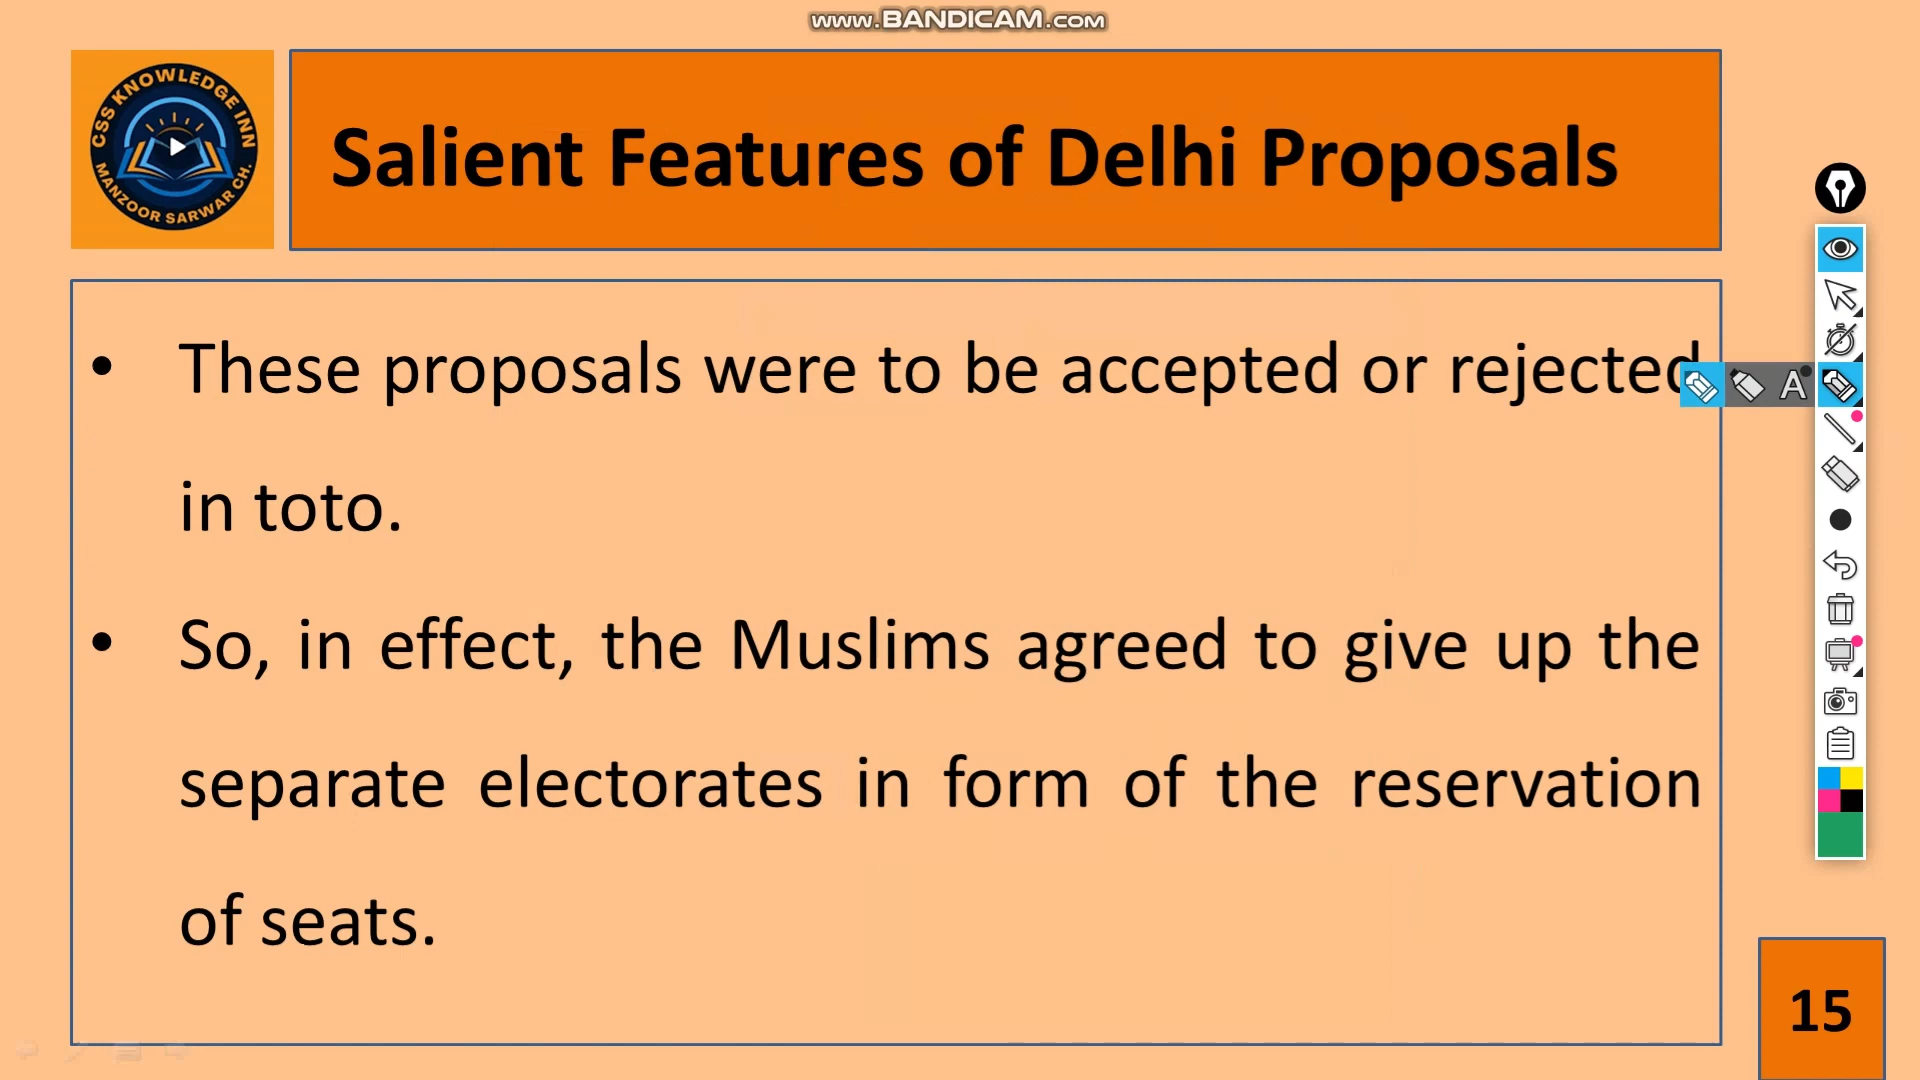 www.BANDICAM.com
CSS KNOWLEDGE INN
MANZOOR SARWAR CH.
Salient Features of Delhi Proposals
• These proposals were to be accepted or rejected
in toto.
• So, in effect, the Muslims agreed to give up the
separate electorates in form of the reservation
of seats.
A
15